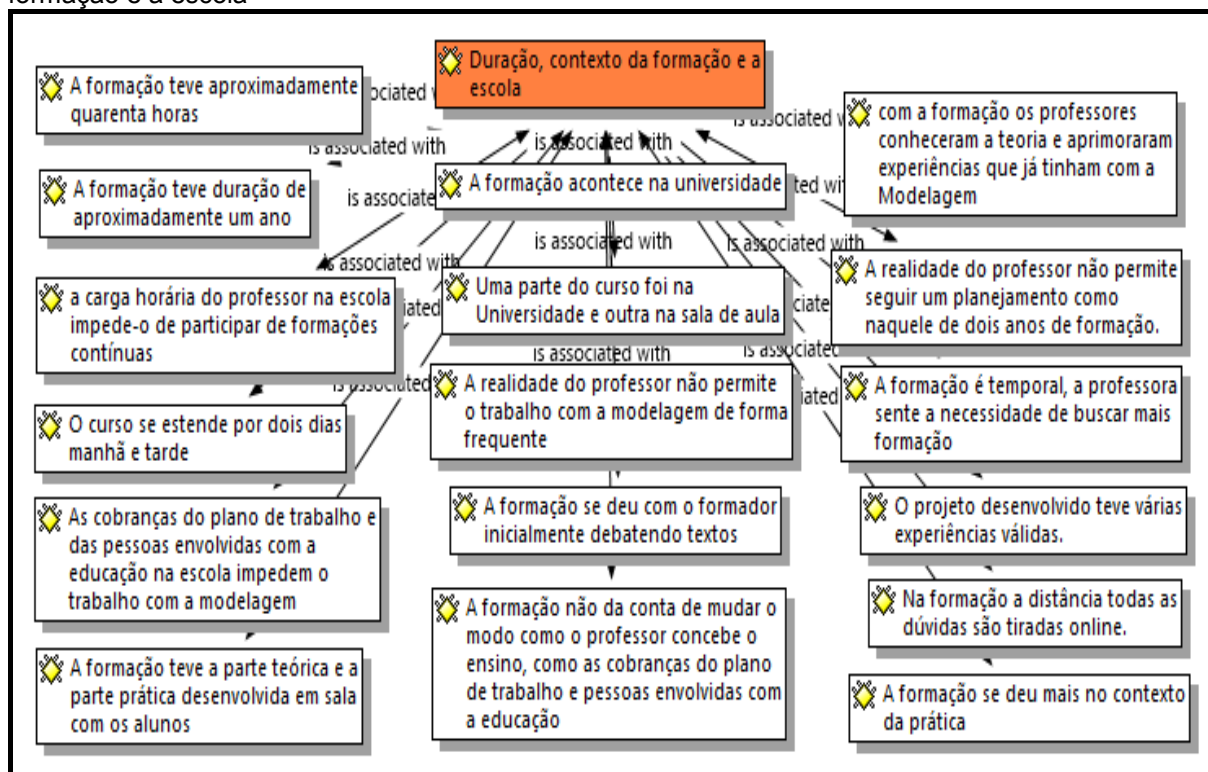 formação e a escola
Duração, contexto da formação e a
escola
A formação teve aproximadamente
quarenta horas
A formação teve duração de
aproximadamente um ano
a carga horária do professor na escola
impede-o de participar de formações
contínuas
O curso se estende por dois dias
manhã e tarde
As cobranças do plano de trabalho e
das pessoas envolvidas com a
educação na escola impedem o
trabalho com a modelagem
A formação teve a parte teórica e a
parte prática desenvolvida em sala
com os alunos
A formação acontece na universidade
Uma parte do curso foi na
Universidade e outra na sala de aula
A realidade do professor não permite
o trabalho com a modelagem de forma
frequente
A formação se deu com o formador
inicialmente debatendo textos
A formação não da conta de mudar o
modo como o professor concebe o
ensino, como as cobranças do plano
de trabalho e pessoas envolvidas com
a educação
com a formação os professores
conheceram a teoria e aprimoraram
experiências que já tinham com a
Modelagem
A realidade do professor não permite
seguir um planejamento como
naquele de dois anos de formação.
A formação é temporal, a professora
sente a necessidade de buscar mais
formação
O projeto desenvolvido teve várias
experiências válidas.
Na formação a distância todas as
dúvidas são tiradas online.
A formação se deu mais no contexto
da prática
is associated with
is associated with
is associated with
is associated with
is associated with
is associated with
is associated with